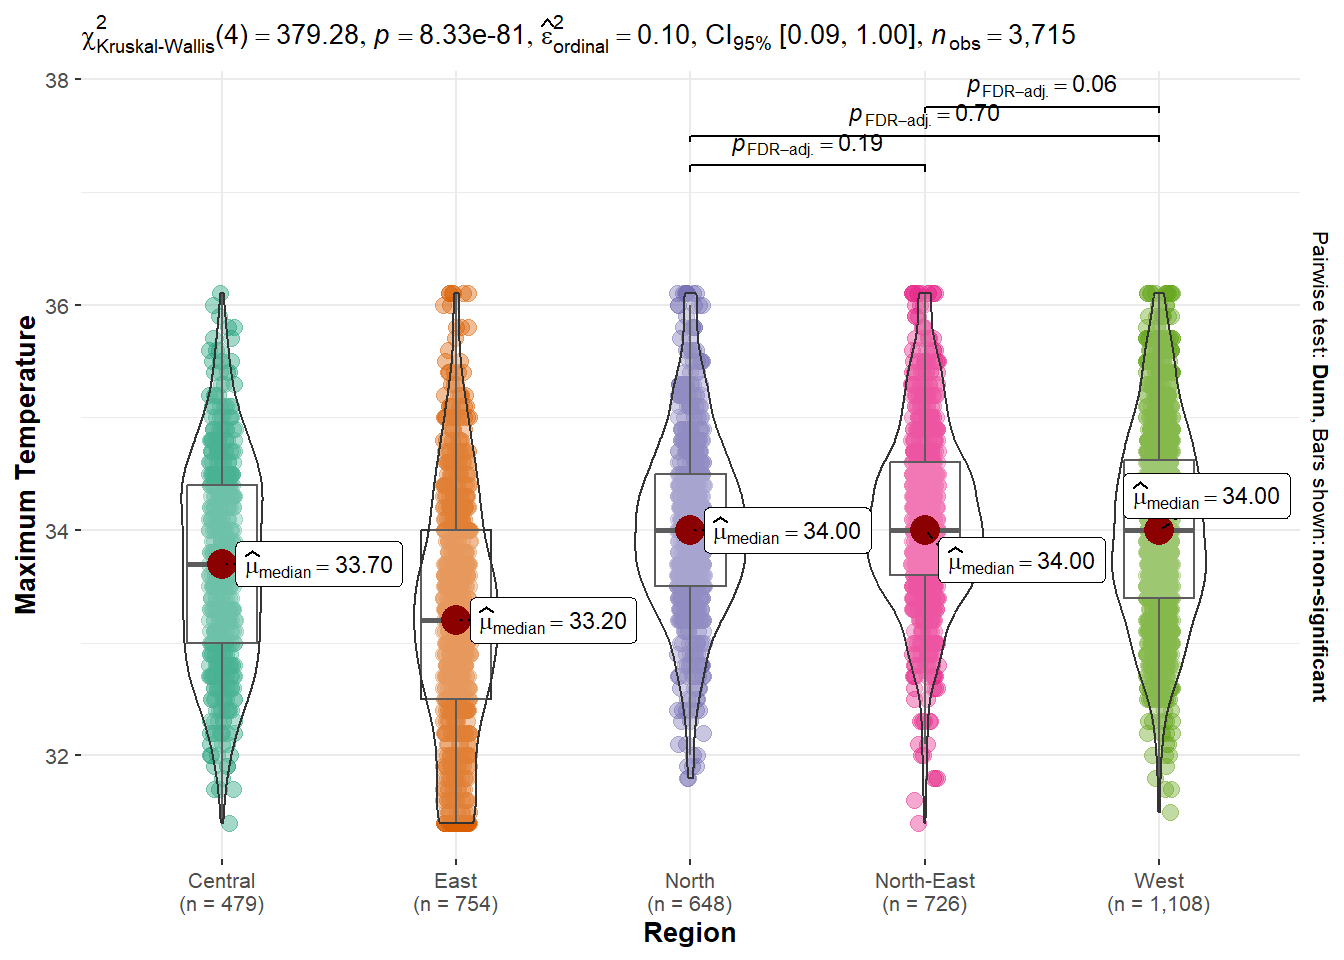 χ²Kruskal-Wallis(4) = 379.28, p = 8.33e-81, ε̂²ordinal = 0.10, CI95% [0.09, 1.00], nobs = 3,715
38
pFDR−adj. = 0.06
pFDR−adj. = 0.70
pFDR−adj. = 0.19
36
34
32
Maximum Temperature
μ̂median = 33.70
μ̂median = 33.20
μ̂median = 34.00
μ̂median = 34.00
μ̂median = 34.00
Pairwise test: Dunn, Bars shown: non-significant
Central
(n = 479)
East
(n = 754)
North
(n = 648)
North-East
(n = 726)
West
(n = 1,108)
Region